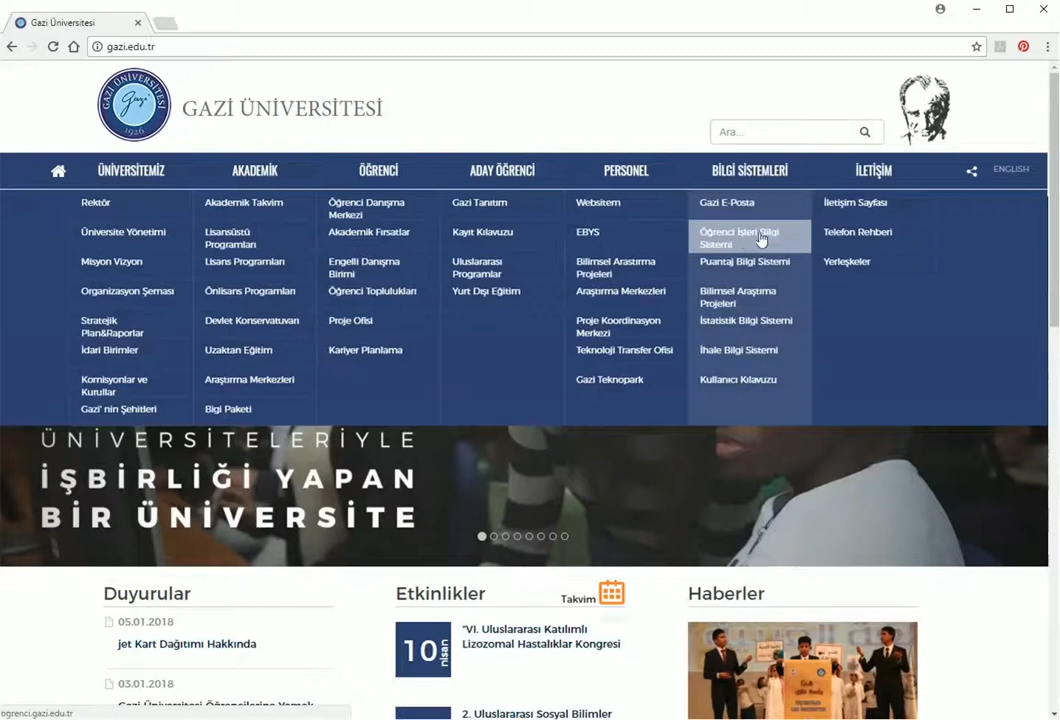 Gazi Üniversitesi
gazi.edu.tr
GAZİ ÜNİVERSİTESİ
1926
GAZİ ÜNİVERSİTESİ
Ara...
ÜNİVERSİTEMİZ
AKADEMİK
ÖĞRENCİ
ADAY ÖĞRENCİ
PERSONEL
BİLGİ SİSTEMLERİ
İLETİŞİM
ENGLISH
Rektör
Üniversite Yönetimi
Misyon Vizyon
Organizasyon Şeması
Stratejik
Plan&Raporlar
İdari Birimler
Komisyonlar ve
Kurullar
Gazi' nin Şehitleri
Akademik Takvim
Lisansüstü
Programları
Lisans Programları
Önlisans Programları
Devlet Konservatuvarı
Uzaktan Eğitim
Araştırma Merkezleri
Bigi Paketi
Öğrenci Danışma
Merkezi
Akademik Fırsatlar
Engelli Danışma
Birimi
Öğrenci Toplulukları
Proje Ofisi
Kariyer Planlama
Gazi Tanıtım
Kayıt Kılavuzu
Uluslararası
Programlar
Yurt Dışı Eğitim
Websitem
EBYS
Bilimsel Arastırma
Projeleri
Araştırma Merkezleri
Proje Koordinasyon
Merkezi
Teknoloji Transfer Ofisi
Gazi Teknopark
Gazi E-Posta
Öğrenci İşleri Bilgi
Sistemi
Puantaj Bilgi Sistemi
Bilimsel Araştırma
Projeleri
İstatistik Bilgi Sistemi
İhale Bilgi Sistemi
Kullanıcı Kılavuzu
İletişim Sayfası
Telefon Rehberi
Yerleşkeler
ÜNİVERSİTELERİYLE
İŞBİRLİĞİ YAPAN
BİR ÜNİVERSİTE
Duyurular
05.01.2018
jet Kart Dağıtımı Hakkında
03.01.2018
Gazi Üniversitesi Öğrencilerine Yemek
Etkinlikler
Takvim
10
nisan
"VI. Uluslararası Katılımlı
Lizozomal Hastalıklar Kongresi
2. Uluslararası Sosyal Bilimler
Haberler
ogrenci.gazi.edu.tr